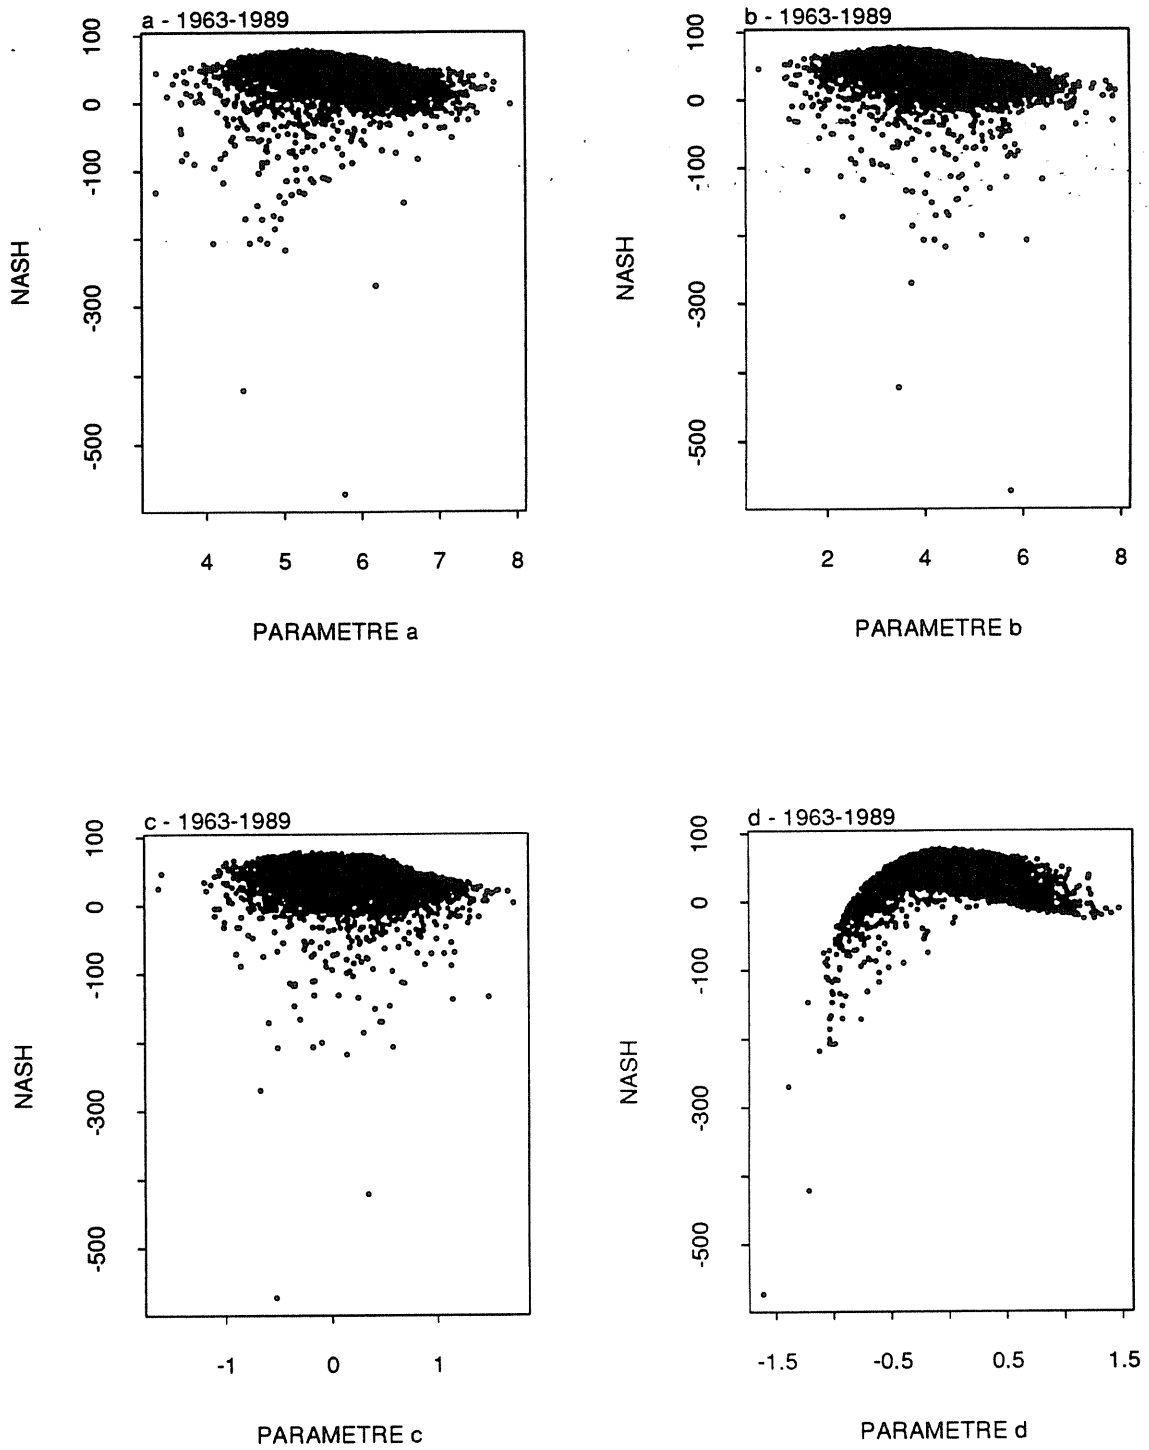 a - 1963-1989
100
0
-100
-300
-500
NASH
4 5 6 7 8
PARAMETRE a
b - 1963-1989
100
0
-100
-300
-500
NASH
2 4 6 8
PARAMETRE b
c - 1963-1989
100
0
-100
-300
-500
NASH
-1 0 1
PARAMETRE c
d - 1963-1989
100
0
-100
-300
-500
NASH
-1.5 -0.5 0.5 1.5
PARAMETRE d